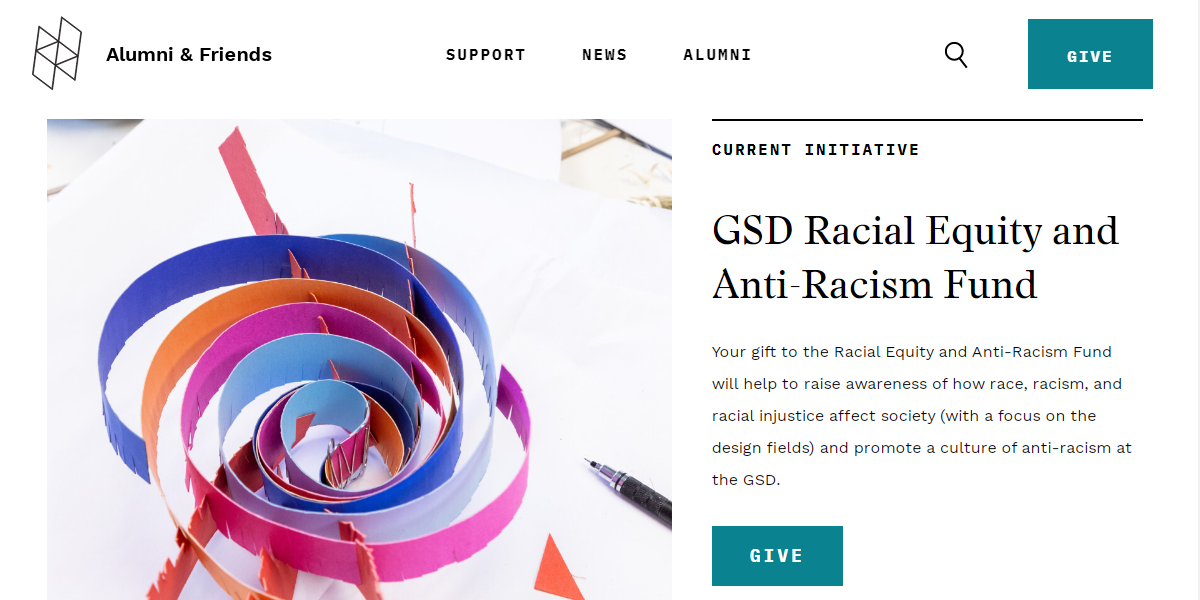 Alumni & Friends
SUPPORT
NEWS
ALUMNI
GIVE
CURRENT INITIATIVE
GSD Racial Equity and
Anti-Racism Fund
Your gift to the Racial Equity and Anti-Racism Fund
will help to raise awareness of how race, racism, and
racial injustice affect society (with a focus on the
design fields) and promote a culture of anti-racism at
the GSD.
GIVE